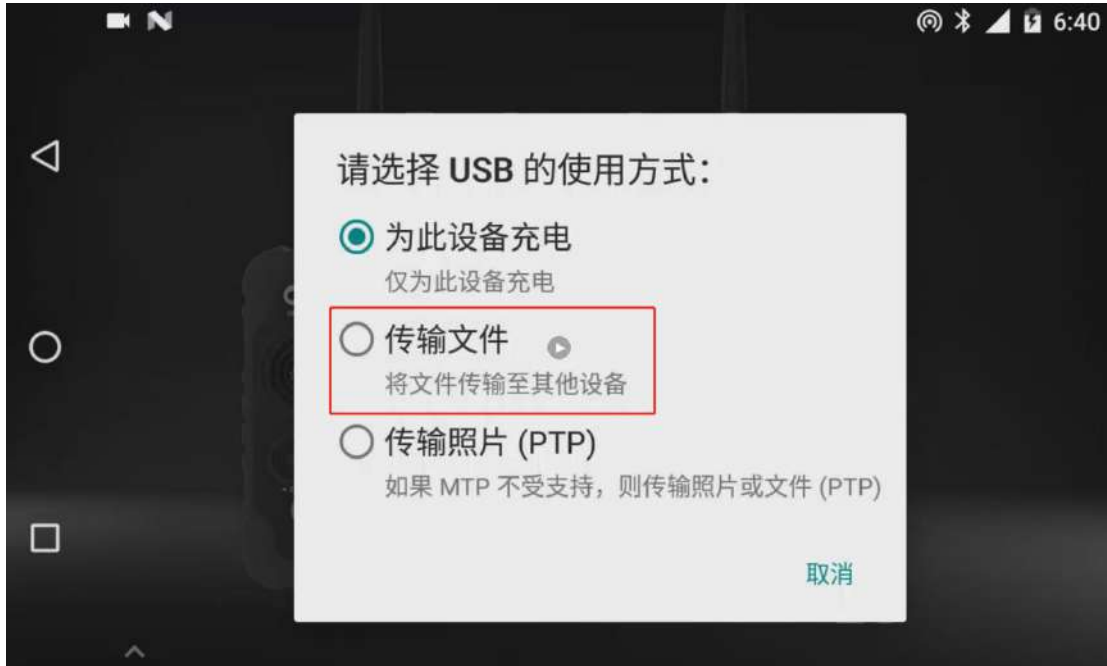 6:40
请选择 USB 的使用方式：
为此设备充电
仅为此设备充电
传输文件
将文件传输至其他设备
传输照片 (PTP)
如果 MTP 不受支持，则传输照片或文件 (PTP)
取消